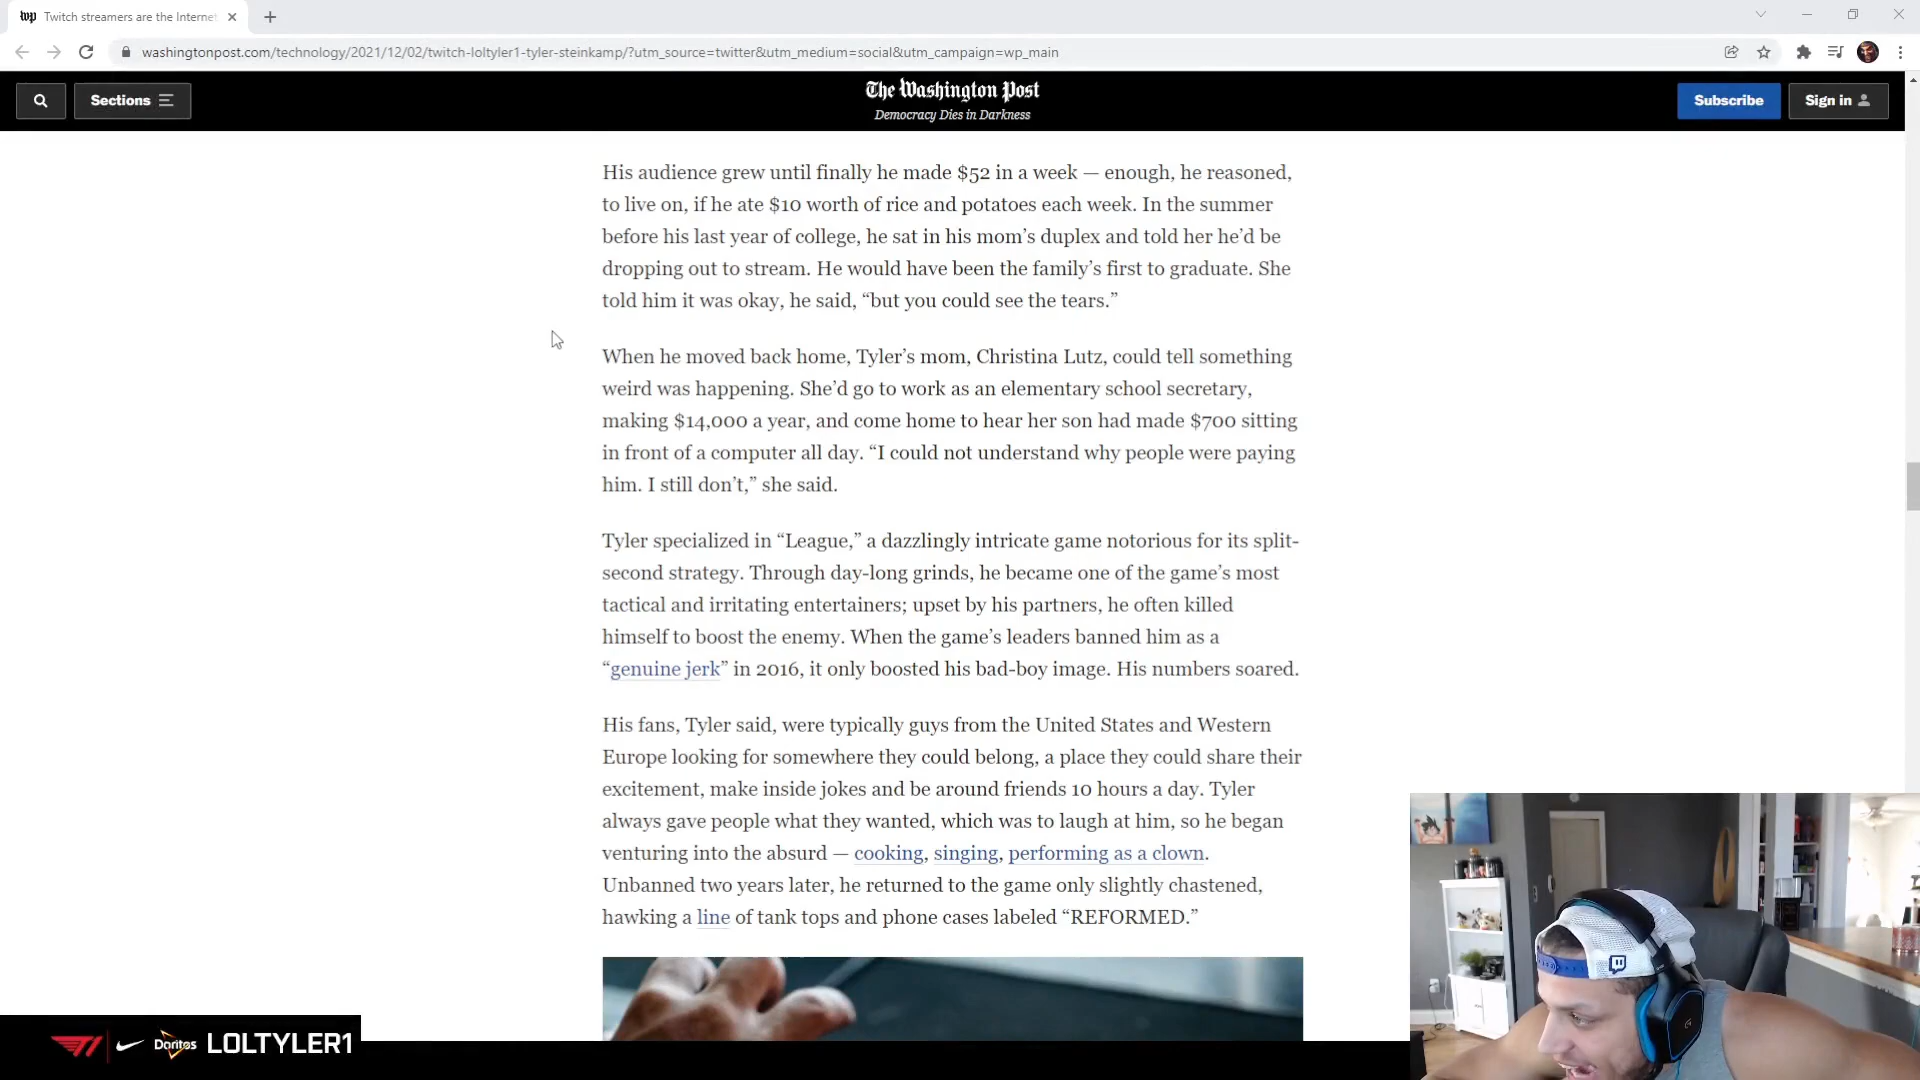 wp Twitch streamers are the Internet
washingtonpost.com/technology/2021/12/02/twitch-loltyler1-tyler-steinkamp/?utm_source=twitter&utm_medium=social&utm_campaign=wp_main
Sections
The Washington Post
Democracy Dies in Darkness
Subscribe
Sign in
His audience grew until finally he made $52 in a week — enough, he reasoned,
to live on, if he ate $10 worth of rice and potatoes each week. In the summer
before his last year of college, he sat in his mom’s duplex and told her he’d be
dropping out to stream. He would have been the family’s first to graduate. She
told him it was okay, he said, “but you could see the tears.”
When he moved back home, Tyler’s mom, Christina Lutz, could tell something
weird was happening. She’d go to work as an elementary school secretary,
making $14,000 a year, and come home to hear her son had made $700 sitting
in front of a computer all day. “I could not understand why people were paying
him. I still don’t,” she said.
Tyler specialized in “League,” a dazzlingly intricate game notorious for its split-
second strategy. Through day-long grinds, he became one of the game’s most
tactical and irritating entertainers; upset by his partners, he often killed
himself to boost the enemy. When the game’s leaders banned him as a
“genuine jerk” in 2016, it only boosted his bad-boy image. His numbers soared.
His fans, Tyler said, were typically guys from the United States and Western
Europe looking for somewhere they could belong, a place they could share their
excitement, make inside jokes and be around friends 10 hours a day. Tyler
always gave people what they wanted, which was to laugh at him, so he began
venturing into the absurd — cooking, singing, performing as a clown.
Unbanned two years later, he returned to the game only slightly chastened,
hawking a line of tank tops and phone cases labeled “REFORMED.”
T1 Doritos LOLTYLER1